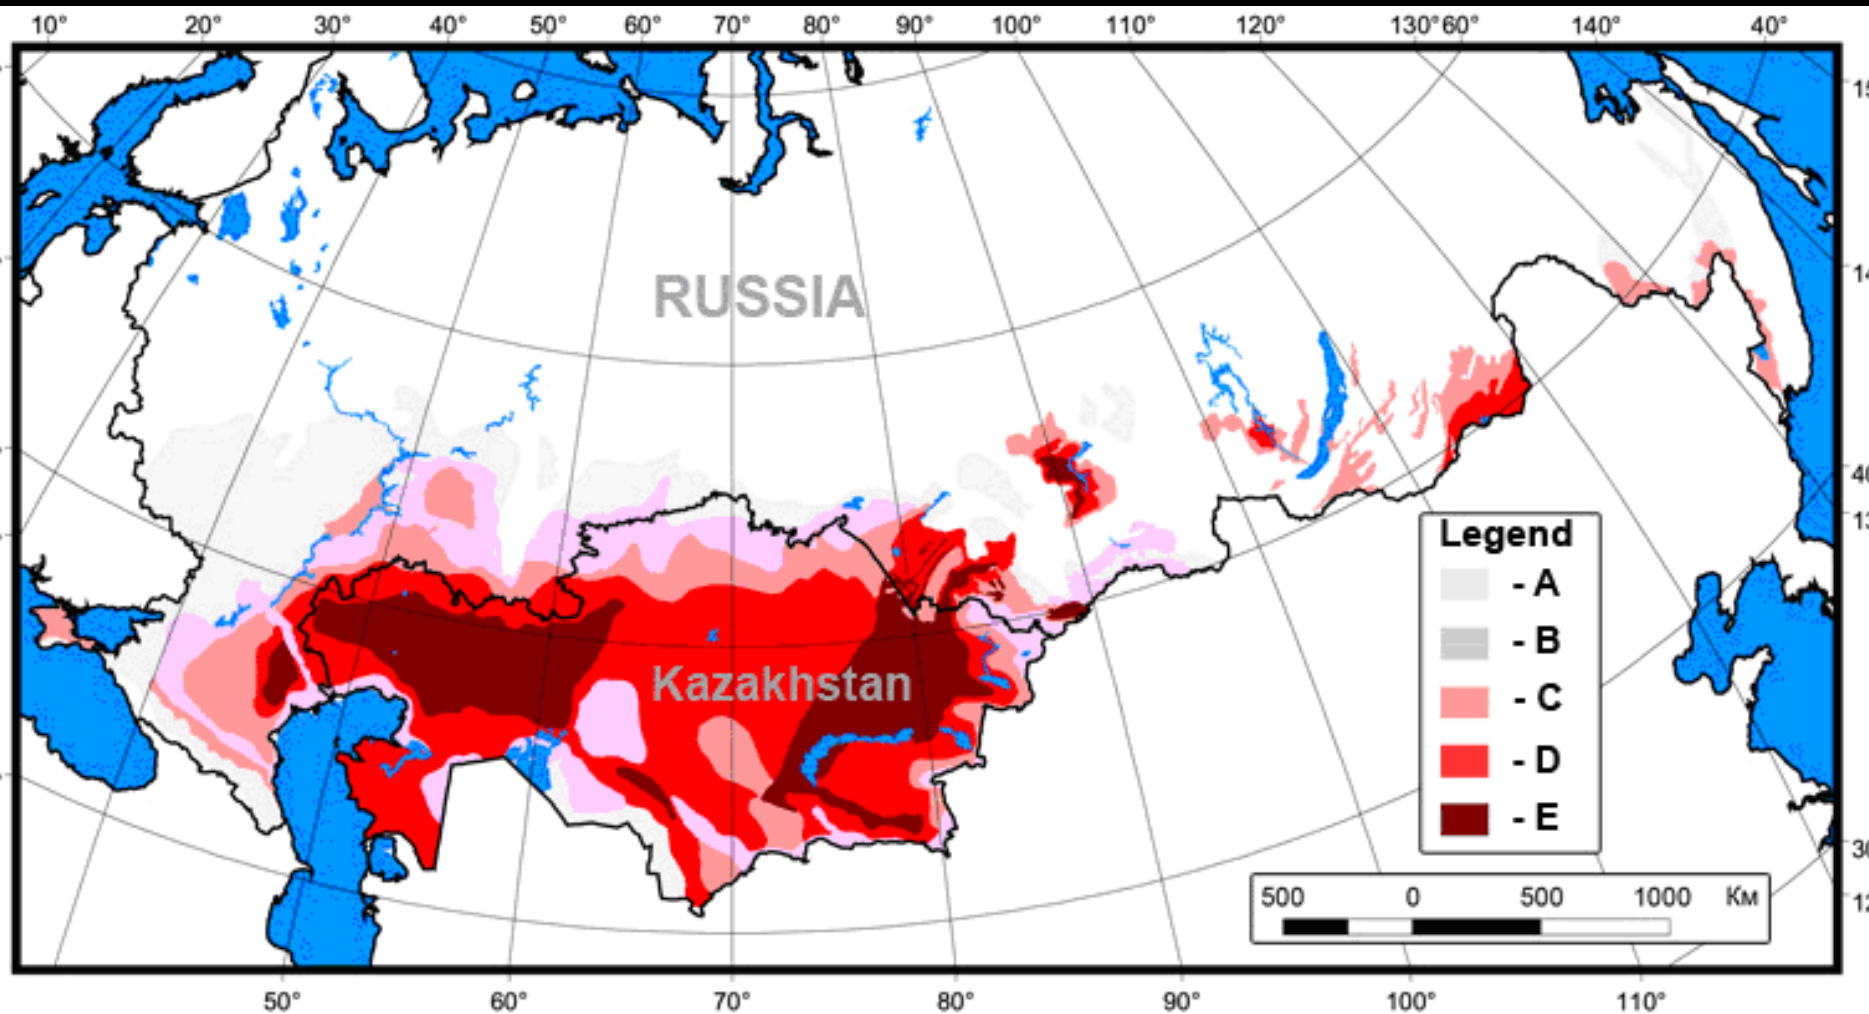 10° 20° 30° 40° 50° 60° 70° 80° 90° 100° 110° 120° 130° 60° 140° 40°
RUSSIA
Kazakhstan
Legend
- A
- B
- C
- D
- E
500 0 500 1000 Км
50° 60° 70° 80° 90° 100° 110°